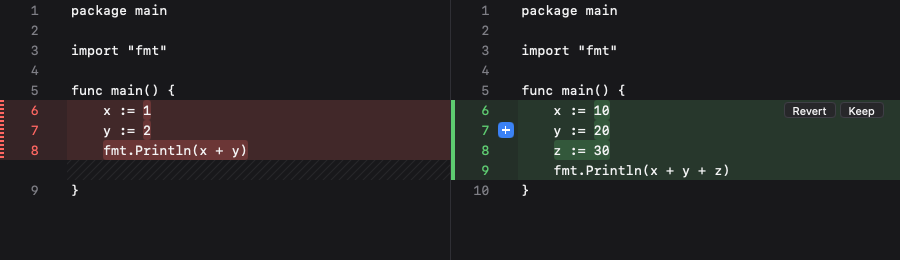 1 package main
2
3 import "fmt"
4
5 func main() {
6 x := 1
7 y := 2
8 fmt.Println(x + y)
9 }
1 package main
2
3 import "fmt"
4
5 func main() {
6 x := 10 Revert Keep
7 + y := 20
8 z := 30
9 fmt.Println(x + y + z)
10 }